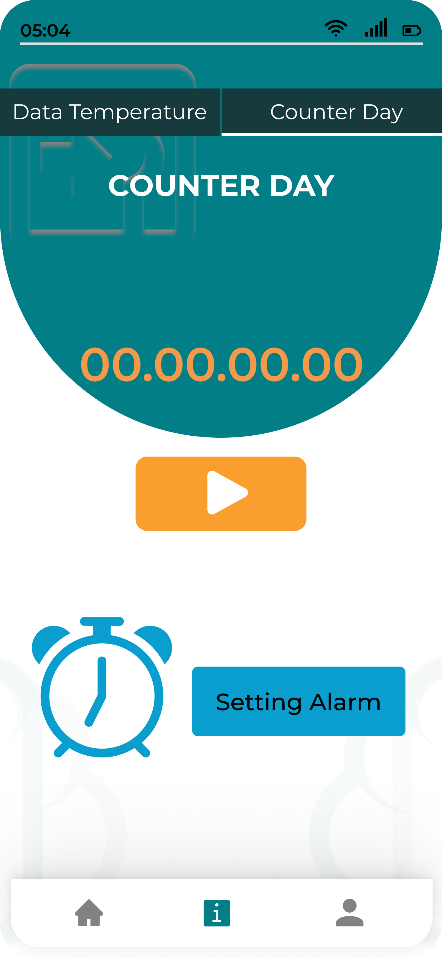 05:04
Data Temperature
Counter Day
COUNTER DAY
00.00.00.00
Setting Alarm
i